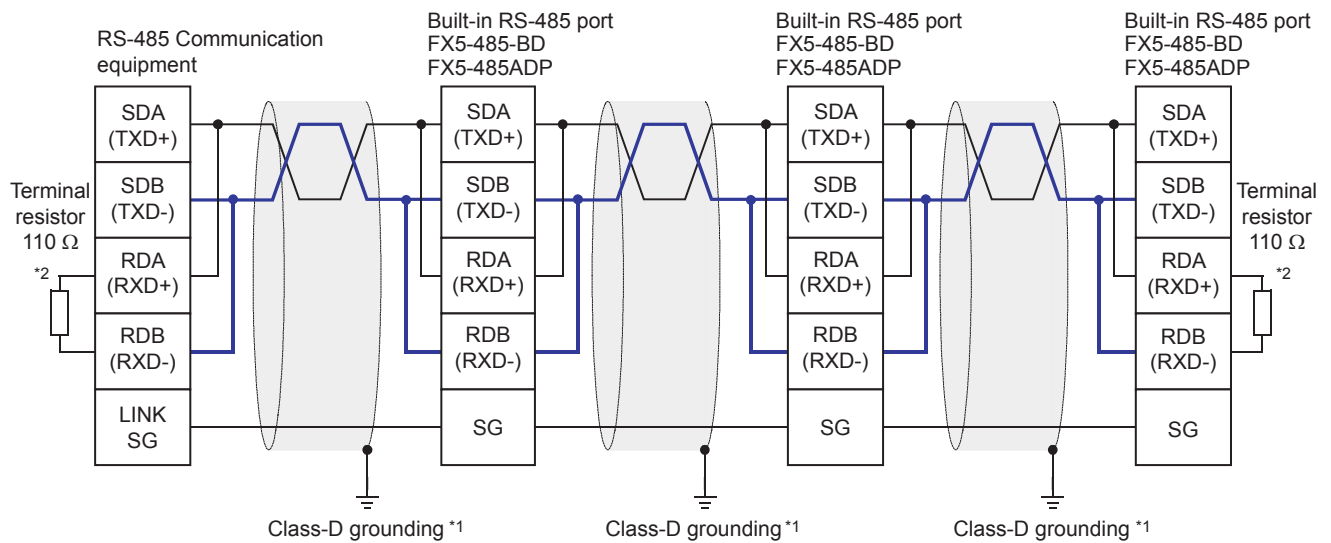 RS-485 Communication
equipment
Built-in RS-485 port
FX5-485-BD
FX5-485ADP
Built-in RS-485 port
FX5-485-BD
FX5-485ADP
Built-in RS-485 port
FX5-485-BD
FX5-485ADP
Terminal
resistor
110 Ω
*2
SDA
(TXD+)
SDB
(TXD-)
RDA
(RXD+)
RDB
(RXD-)
LINK
SG
SDA
(TXD+)
SDB
(TXD-)
RDA
(RXD+)
RDB
(RXD-)
SG
SDA
(TXD+)
SDB
(TXD-)
RDA
(RXD+)
RDB
(RXD-)
SG
SDA
(TXD+)
SDB
(TXD-)
RDA
(RXD+)
RDB
(RXD-)
SG
Terminal
resistor
110 Ω
*2
Class-D grounding *1
Class-D grounding *1
Class-D grounding *1